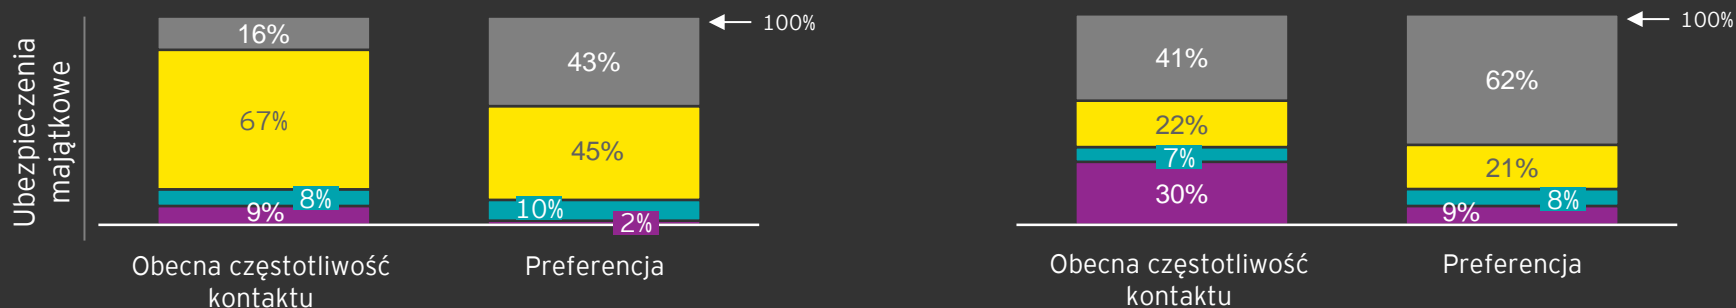 Ubezpieczenia
majątkowe
16%
67%
8%
9%
Obecna częstotliwość
kontaktu
43%
45%
10%
2%
Preferencja
100%
41%
22%
7%
30%
Obecna częstotliwość
kontaktu
62%
21%
8%
9%
Preferencja
100%